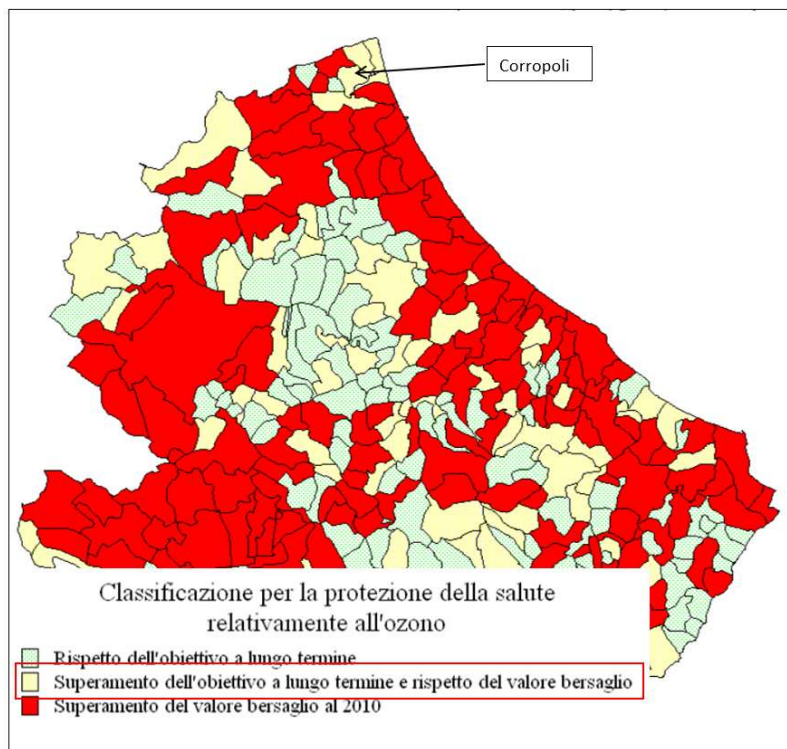 Corropoli
Classificazione per la protezione della salute
relativamente all'ozono
Rispetto dell'obiettivo a lungo termine
Superamento dell'obiettivo a lungo termine e rispetto del valore bersaglio
Superamento del valore bersaglio al 2010